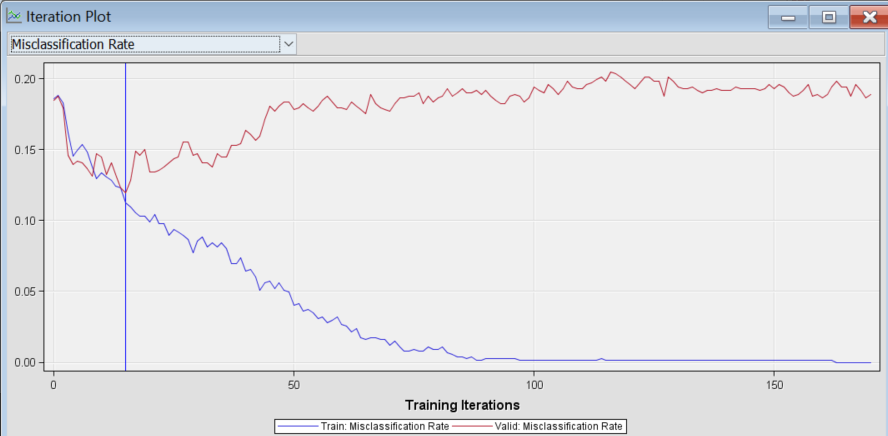 Iteration Plot
Misclassification Rate
0.20
0.15
0.10
0.05
0.00
0 50 100 150
Training Iterations
Train: Misclassification Rate Valid: Misclassification Rate